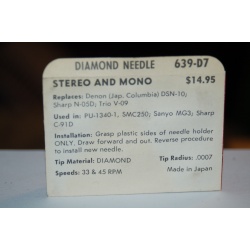 DIAMOND NEEDLE 639-D7
STEREO AND MONO $14.95
Replaces: Denon (Jap. Columbia) DSN-10;
Sharp N-05D; Trio V-09
Used in: PU-1340-1, SMC250; Sanyo MG3; Sharp
C-91D
Installation: Grasp plastic sides of needle holder
ONLY. Draw forward and out. Reverse procedure
to install new needle.
Tip Material: DIAMOND Tip Radius: .0007
Speeds: 33 & 45 RPM Made in Japan